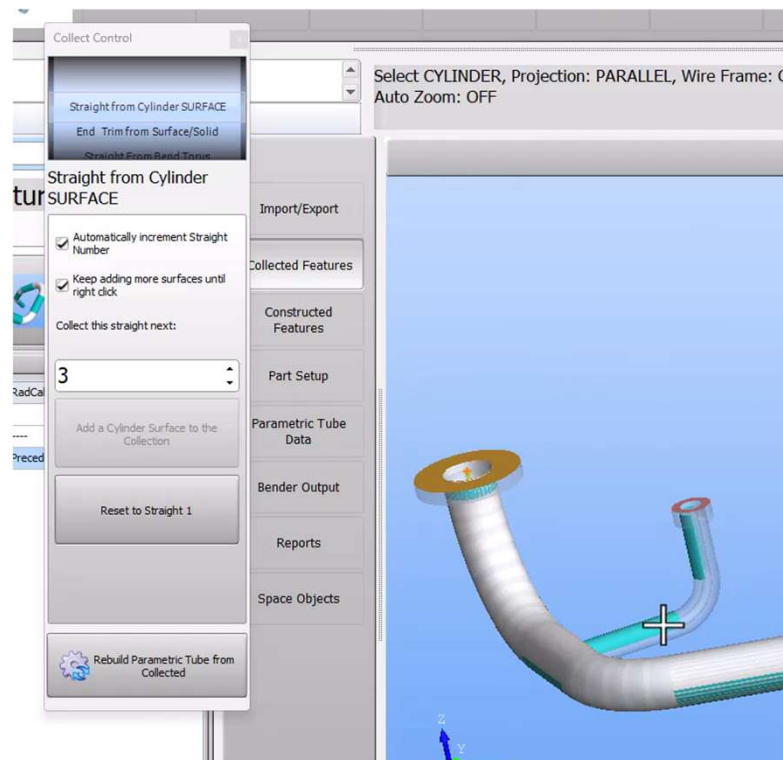 Collect Control
Straight from Cylinder SURFACE
End Trim from Surface/Solid
Straight From Bend Torus
Straight from Cylinder
SURFACE
Automatically increment Straight
Number
Keep adding more surfaces until
right click
Collect this straight next:
3
Add a Cylinder Surface to the
Collection
Reset to Straight 1
Rebuild Parametric Tube from
Collected
tur
RadCal
----
Preced
Import/Export
Collected Features
Constructed
Features
Part Setup
Parametric Tube
Data
Bender Output
Reports
Space Objects
Select CYLINDER, Projection: PARALLEL, Wire Frame:
Auto Zoom: OFF
Z
Y